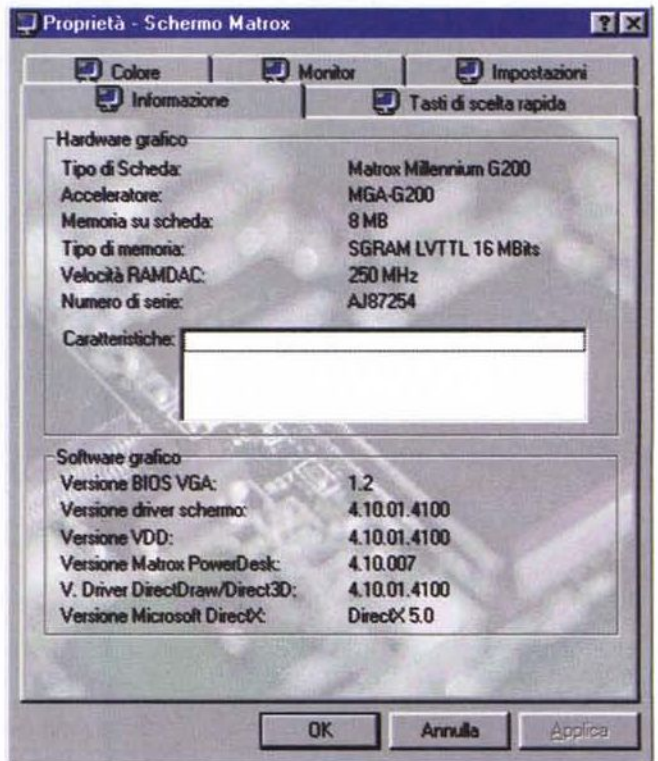 Proprietà - Schermo Matrox
Colore Monitor Impostazioni
Informazione Tasti di scelta rapida
Hardware grafico
Tipo di Scheda: Matrox Millennium G200
Acceleratore: MGA-G200
Memoria su scheda: 8 MB
Tipo di memoria: SGRAM LVTTL 16 MBits
Velocità RAMDAC: 250 MHz
Numero di serie: AJ87254
Caratteristiche:
Software grafico
Versione BIOS VGA: 1.2
Versione driver schermo: 4.10.01.4100
Versione VDD: 4.10.01.4100
Versione Matrox PowerDesk: 4.10.007
V. Driver DirectDraw/Direct3D: 4.10.01.4100
Versione Microsoft DirectX: DirectX 5.0
OK Annulla Applica